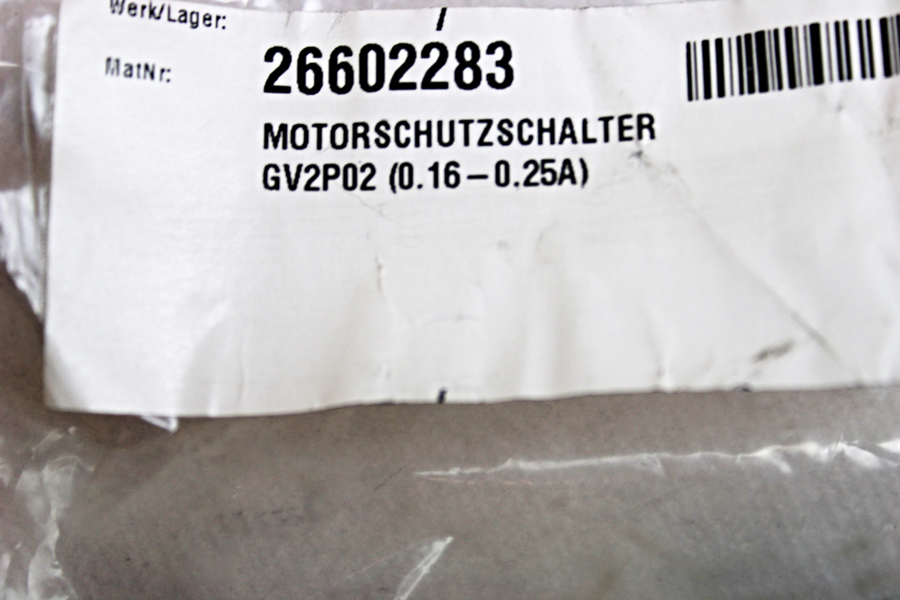 Werk/Lager: /
MatNr: 26602283
MOTORSCHUTZSCHALTER
GV2P02 (0.16–0.25A)